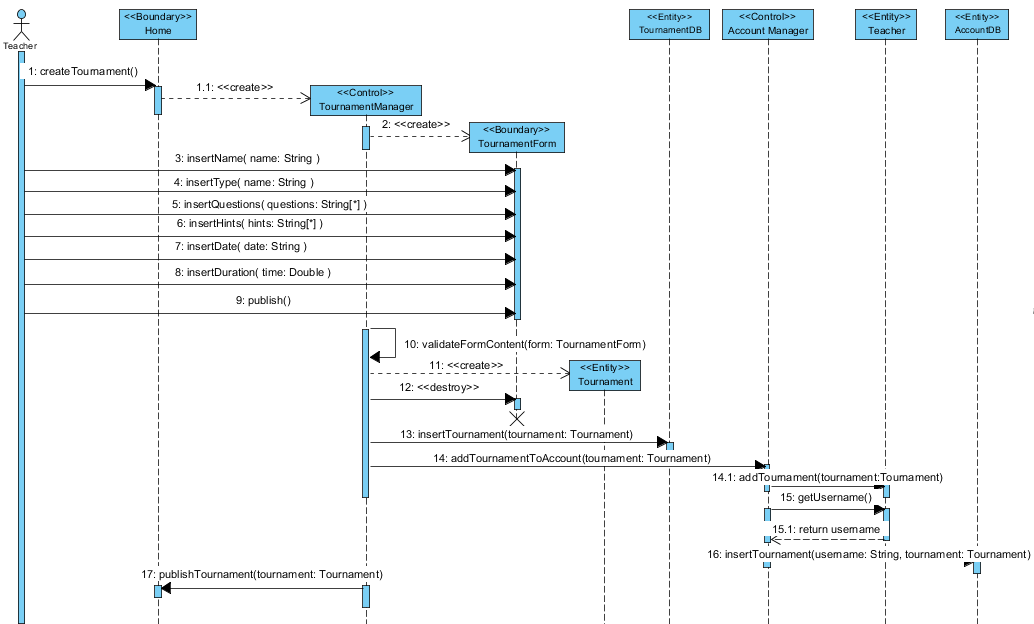 Teacher
<<Boundary>>
Home
<<Entity>>
TournamentDB
<<Control>>
Account Manager
<<Entity>>
Teacher
<<Entity>>
AccountDB
1: createTournament()
1.1: <<create>>
<<Control>>
TournamentManager
2: <<create>>
<<Boundary>>
TournamentForm
3: insertName( name: String )
4: insertType( name: String )
5: insertQuestions( questions: String[*] )
6: insertHints( hints: String[*] )
7: insertDate( date: String )
8: insertDuration( time: Double )
9: publish()
10: validateFormContent(form: TournamentForm)
11: <<create>>
<<Entity>>
Tournament
12: <<destroy>>
13: insertTournament(tournament: Tournament)
14: addTournamentToAccount(tournament: Tournament)
14.1: addTournament(tournament:Tournament)
15: getUsername()
15.1: return username
16: insertTournament(username: String, tournament: Tournament)
17: publishTournament(tournament: Tournament)